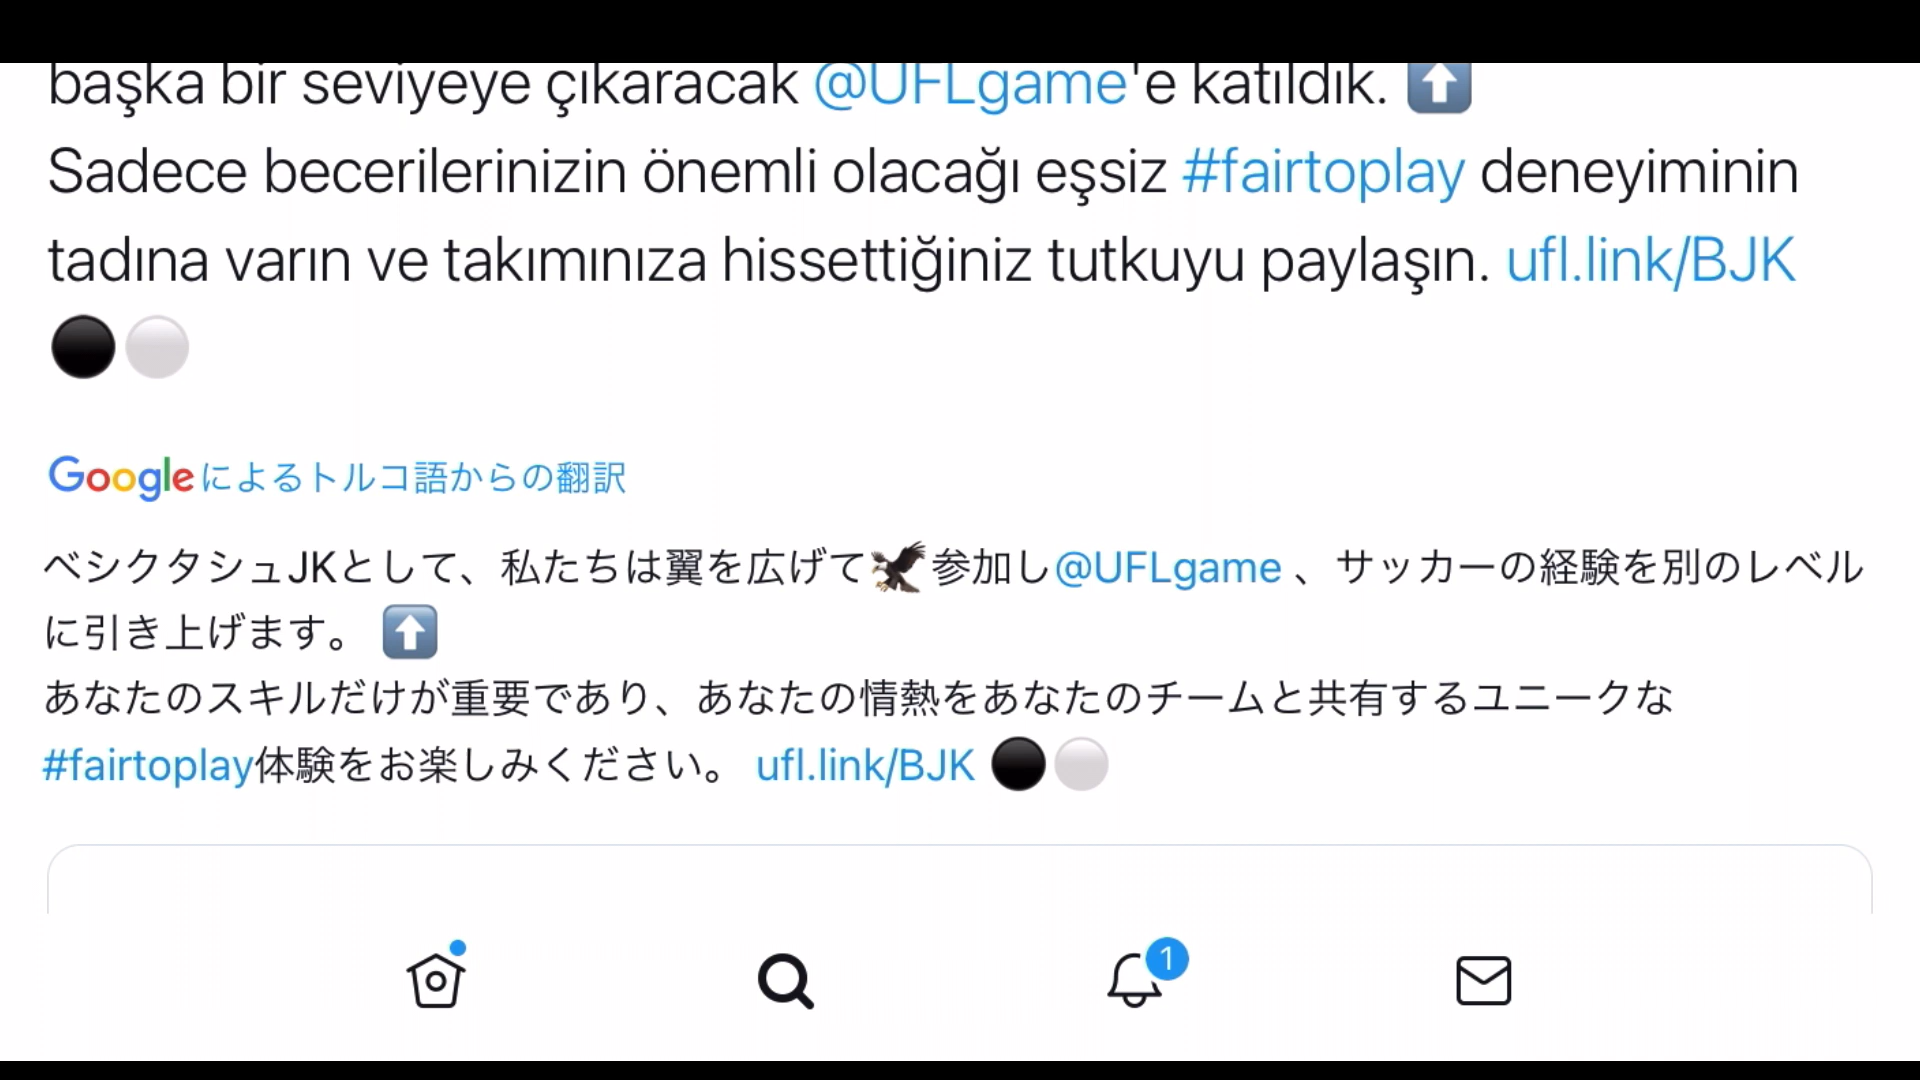 başka bir seviyeye çıkaracak @UFLgame'e katıldık. ⬆️
Sadece becerilerinizin önemli olacağı eşsiz #fairtoplay deneyiminin
tadına varın ve takımınıza hissettiğiniz tutkuyu paylaşın. ufl.link/BJK
⚫⚪
Googleによるトルコ語からの翻訳
ベシクタシュJKとして、私たちは翼を広げて🦅参加し@UFLgame 、サッカーの経験を別のレベル
に引き上げます。 ⬆️
あなたのスキルだけが重要であり、あなたの情熱をあなたのチームと共有するユニークな
#fairtoplay体験をお楽しみください。 ufl.link/BJK ⚫⚪
1